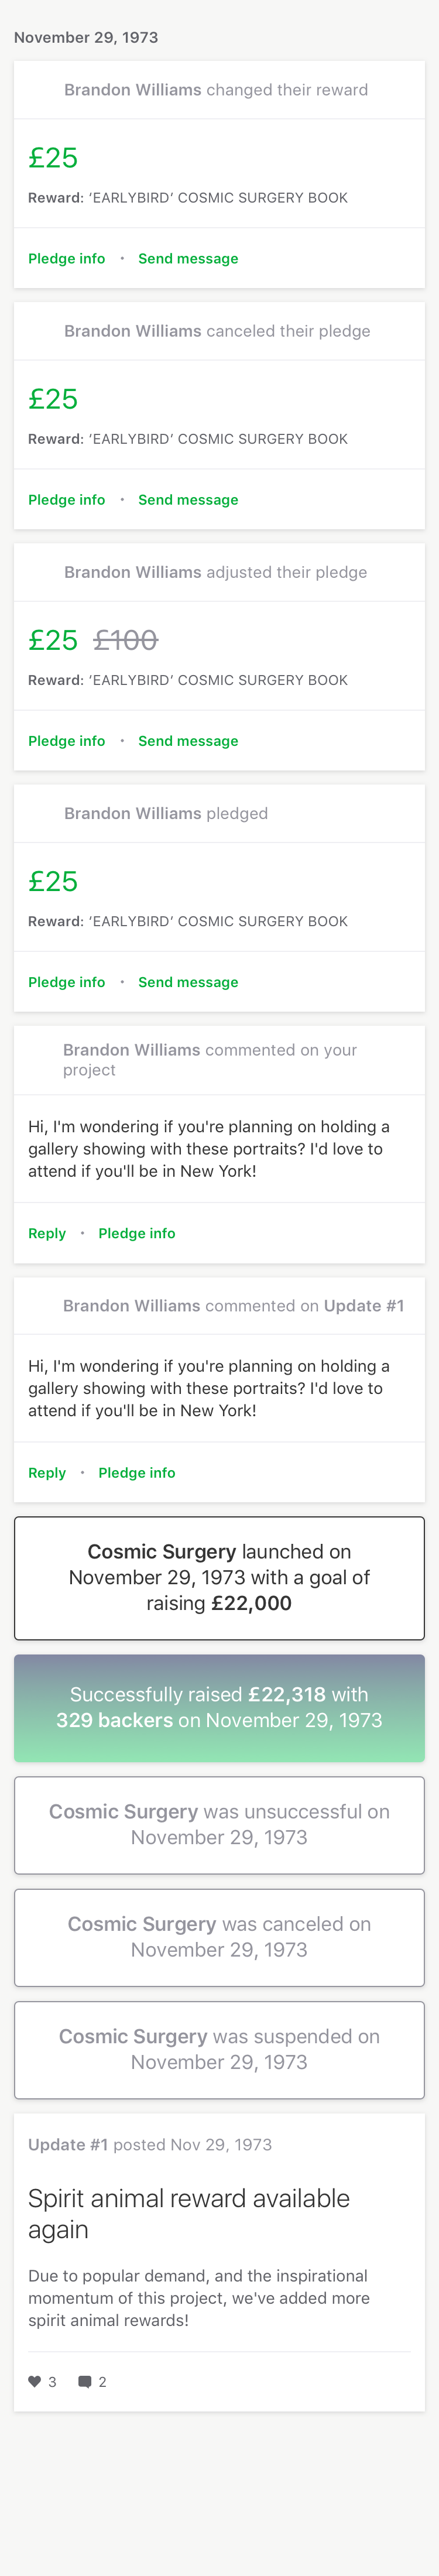 November 29, 1973
Brandon Williams changed their reward
£25
Reward: ‘EARLYBIRD’ COSMIC SURGERY BOOK
Pledge info • Send message
Brandon Williams canceled their pledge
£25
Reward: ‘EARLYBIRD’ COSMIC SURGERY BOOK
Pledge info • Send message
Brandon Williams adjusted their pledge
£25 £100
Reward: ‘EARLYBIRD’ COSMIC SURGERY BOOK
Pledge info • Send message
Brandon Williams pledged
£25
Reward: ‘EARLYBIRD’ COSMIC SURGERY BOOK
Pledge info • Send message
Brandon Williams commented on your
project
Hi, I'm wondering if you're planning on holding a
gallery showing with these portraits? I'd love to
attend if you'll be in New York!
Reply • Pledge info
Brandon Williams commented on Update #1
Hi, I'm wondering if you're planning on holding a
gallery showing with these portraits? I'd love to
attend if you'll be in New York!
Reply • Pledge info
Cosmic Surgery launched on
November 29, 1973 with a goal of
raising £22,000
Successfully raised £22,318 with
329 backers on November 29, 1973
Cosmic Surgery was unsuccessful on
November 29, 1973
Cosmic Surgery was canceled on
November 29, 1973
Cosmic Surgery was suspended on
November 29, 1973
Update #1 posted Nov 29, 1973
Spirit animal reward available
again
Due to popular demand, and the inspirational
momentum of this project, we've added more
spirit animal rewards!
3 2